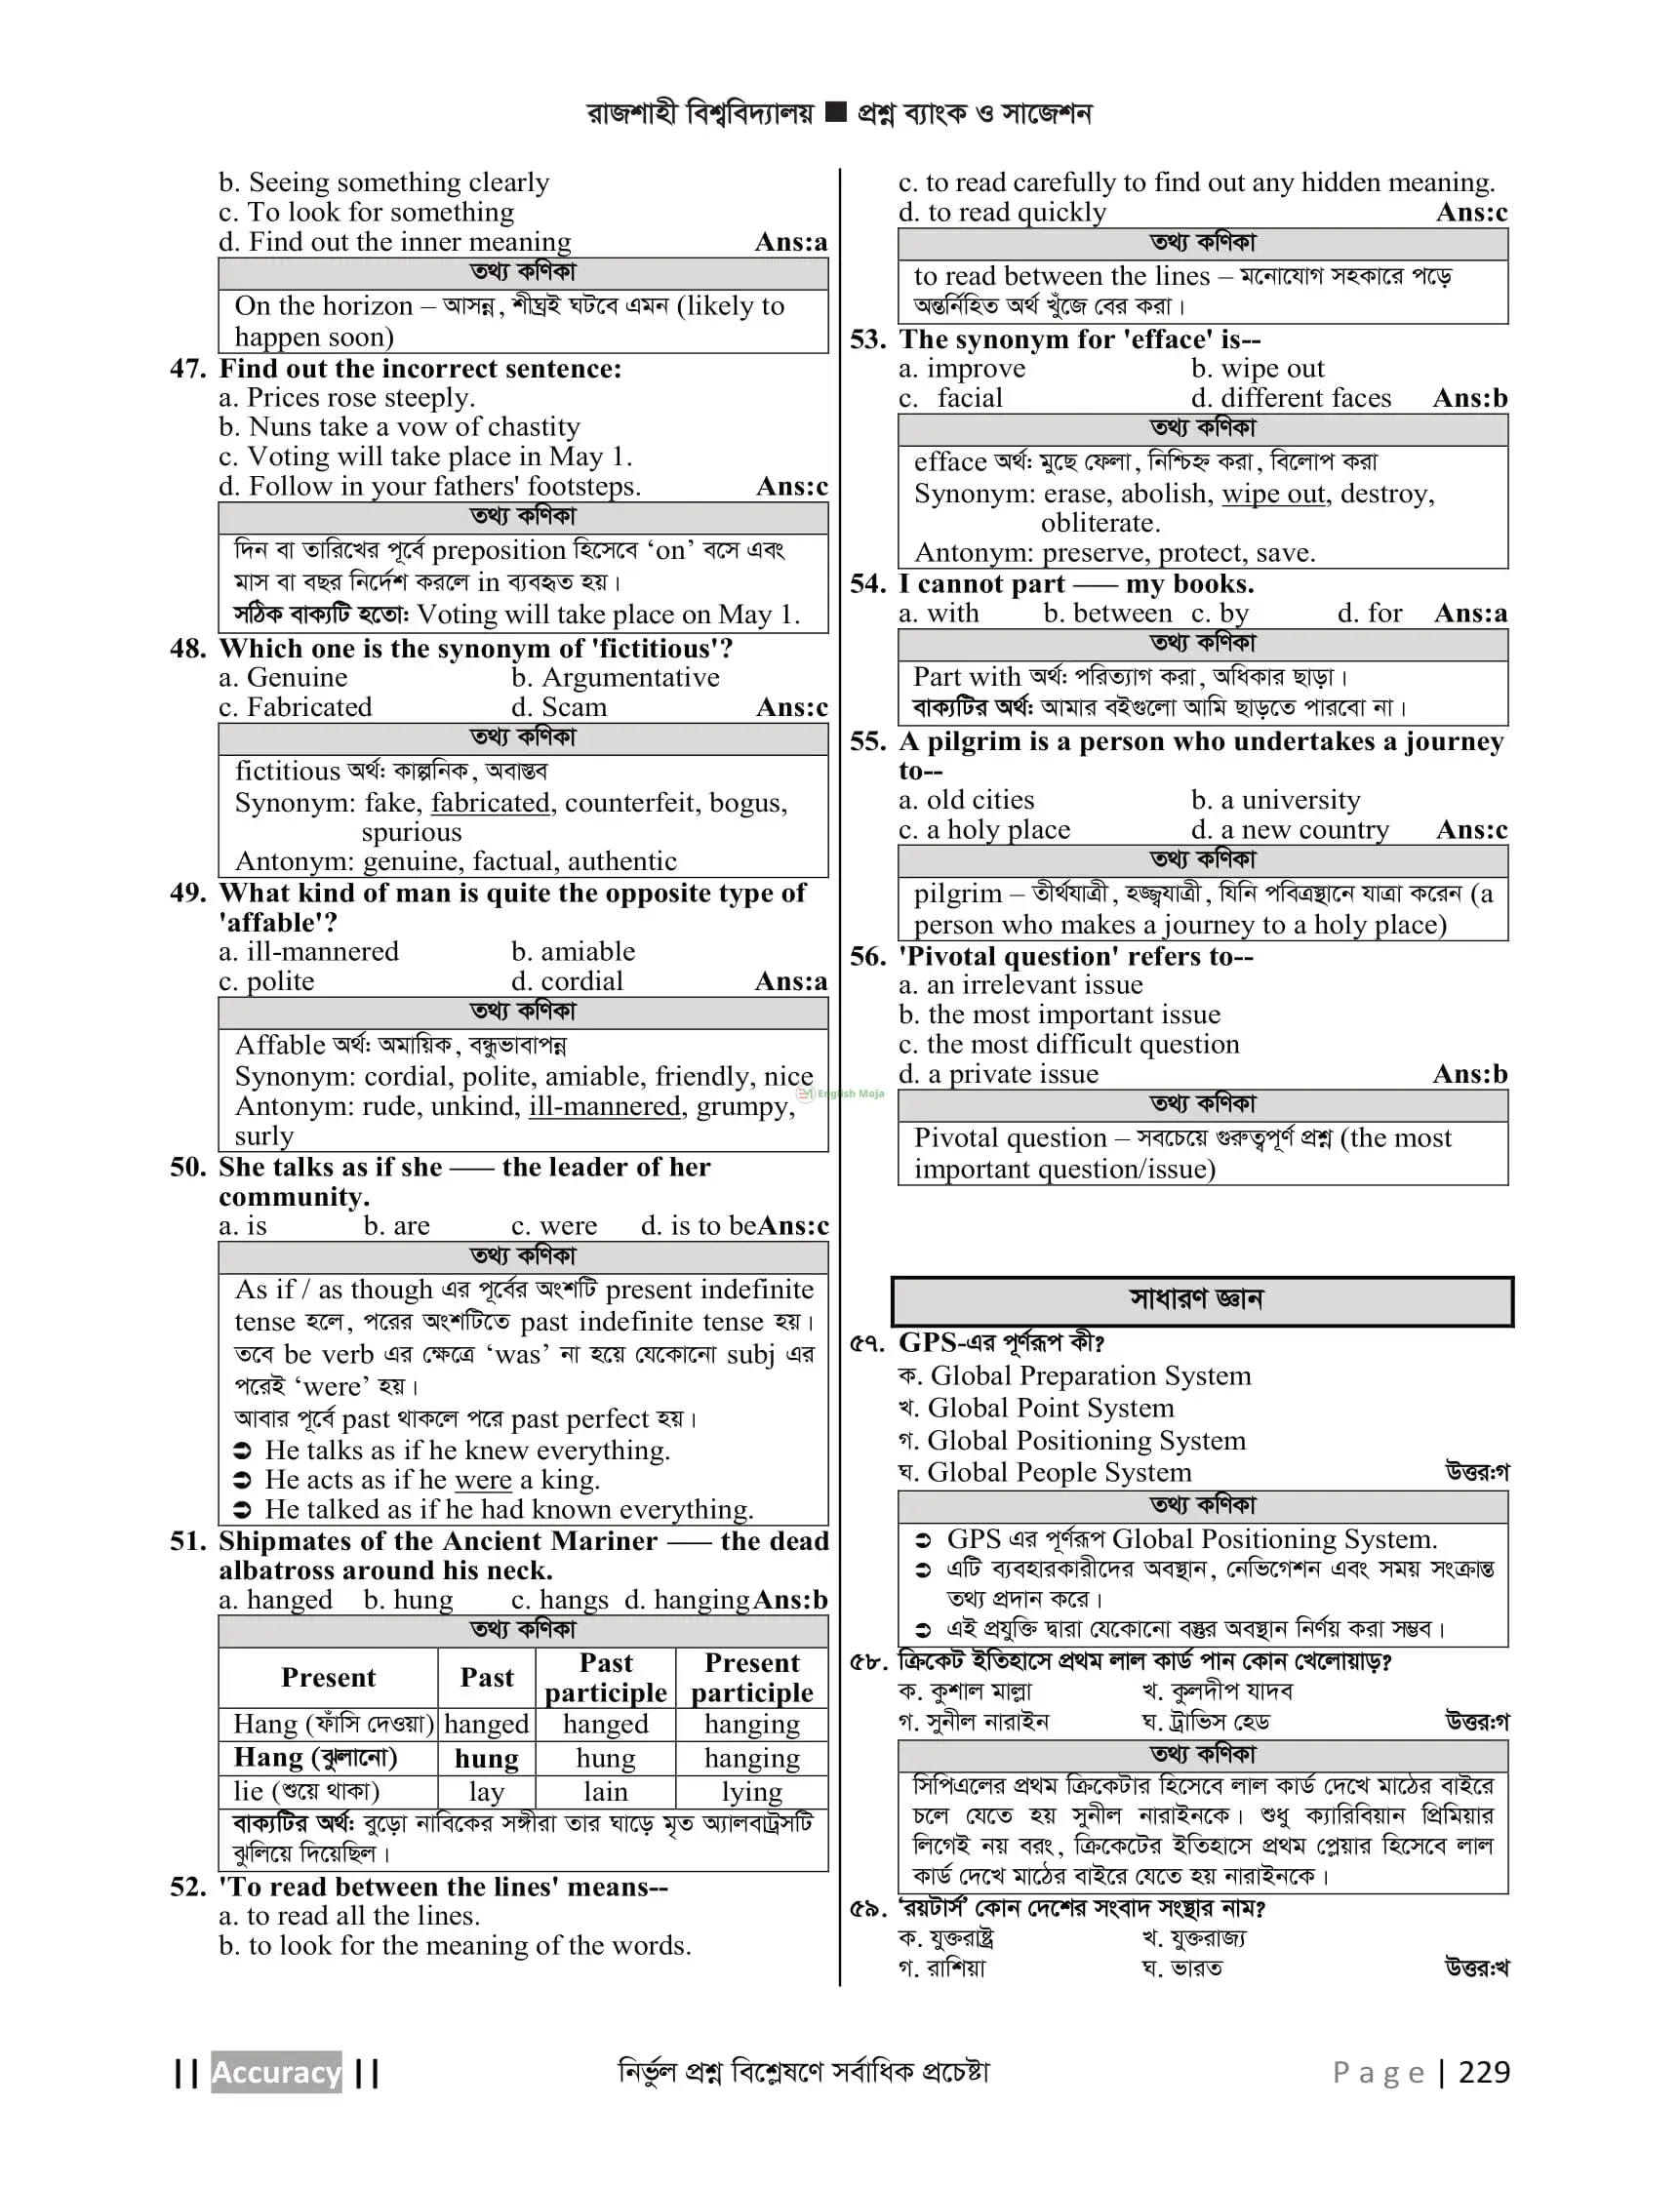 রাজশাহী বিশ্ববিদ্যালয় ■ প্রশ্ন ব্যাংক ও সাজেশন
b. Seeing something clearly
c. To look for something
d. Find out the inner meaning Ans:a
তথ্য কণিকা
On the horizon – আসন্ন, শীঘ্রই ঘটবে এমন (likely to
happen soon)
47. Find out the incorrect sentence:
a. Prices rose steeply.
b. Nuns take a vow of chastity
c. Voting will take place in May 1.
d. Follow in your fathers' footsteps. Ans:c
তথ্য কণিকা
দিন বা তারিখের পূর্বে preposition হিসেবে ‘on’ বসে এবং
মাস বা বছর নির্দেশ করলে in ব্যবহৃত হয়।
সঠিক বাক্যটি হতো: Voting will take place on May 1.
48. Which one is the synonym of 'fictitious'?
a. Genuine b. Argumentative
c. Fabricated d. Scam Ans:c
তথ্য কণিকা
fictitious অর্থ: কাল্পনিক, অবাস্তব
Synonym: fake, fabricated, counterfeit, bogus,
spurious
Antonym: genuine, factual, authentic
49. What kind of man is quite the opposite type of
'affable'?
a. ill-mannered b. amiable
c. polite d. cordial Ans:a
তথ্য কণিকা
Affable অর্থ: অমায়িক, বন্ধুভাবাপন্ন
Synonym: cordial, polite, amiable, friendly, nice
Antonym: rude, unkind, ill-mannered, grumpy,
surly
50. She talks as if she —– the leader of her
community.
a. is b. are c. were d. is to beAns:c
তথ্য কণিকা
As if / as though এর পূর্বের অংশটি present indefinite
tense হলে, পরের অংশটিতে past indefinite tense হয়।
তবে be verb এর ক্ষেত্রে ‘was’ না হয়ে যেকোনো subj এর
পরেই ‘were’ হয়।
আবার পূর্বে past থাকলে পরে past perfect হয়।
➲ He talks as if he knew everything.
➲ He acts as if he were a king.
➲ He talked as if he had known everything.
51. Shipmates of the Ancient Mariner —– the dead
albatross around his neck.
a. hanged b. hung c. hangs d. hangingAns:b
তথ্য কণিকা
Present Past Past participle Present participle
Hang (ফাঁসি দেওয়া) hanged hanged hanging
Hang (ঝুলানো) hung hung hanging
lie (শুয়ে থাকা) lay lain lying
বাক্যটির অর্থ: বুড়ো নাবিকের সঙ্গীরা তার ঘাড়ে মৃত অ্যালবাট্রসটি
ঝুলিয়ে দিয়েছিল।
52. 'To read between the lines' means--
a. to read all the lines.
b. to look for the meaning of the words.
c. to read carefully to find out any hidden meaning.
d. to read quickly Ans:c
তথ্য কণিকা
to read between the lines – মনোযোগ সহকারে পড়ে
অন্তর্নিহিত অর্থ খুঁজে বের করা।
53. The synonym for 'efface' is--
a. improve b. wipe out
c. facial d. different faces Ans:b
তথ্য কণিকা
efface অর্থ: মুছে ফেলা, নিশ্চিহ্ন করা, বিলোপ করা
Synonym: erase, abolish, wipe out, destroy,
obliterate.
Antonym: preserve, protect, save.
54. I cannot part —– my books.
a. with b. between c. by d. for Ans:a
তথ্য কণিকা
Part with অর্থ: পরিত্যাগ করা, অধিকার ছাড়া।
বাক্যটির অর্থ: আমার বইগুলো আমি ছাড়তে পারবো না।
55. A pilgrim is a person who undertakes a journey
to--
a. old cities b. a university
c. a holy place d. a new country Ans:c
তথ্য কণিকা
pilgrim – তীর্থযাত্রী, হজ্জ্বযাত্রী, যিনি পবিত্রস্থানে যাত্রা করেন (a
person who makes a journey to a holy place)
56. 'Pivotal question' refers to--
a. an irrelevant issue
b. the most important issue
c. the most difficult question
d. a private issue Ans:b
তথ্য কণিকা
Pivotal question – সবচেয়ে গুরুত্বপূর্ণ প্রশ্ন (the most
important question/issue)
English Moja
সাধারণ জ্ঞান
৫৭. GPS-এর পূর্ণরূপ কী?
ক. Global Preparation System
খ. Global Point System
গ. Global Positioning System
ঘ. Global People System উত্তর:গ
তথ্য কণিকা
➲ GPS এর পূর্ণরূপ Global Positioning System.
➲ এটি ব্যবহারকারীদের অবস্থান, নেভিগেশন এবং সময় সংক্রান্ত
তথ্য প্রদান করে।
➲ এই প্রযুক্তি দ্বারা যেকোনো বস্তুর অবস্থান নির্ণয় করা সম্ভব।
৫৮. ক্রিকেট ইতিহাসে প্রথম লাল কার্ড পান কোন খেলোয়াড়?
ক. কুশাল মাল্লা খ. কুলদীপ যাদব
গ. সুনীল নারাইন ঘ. ট্রাভিস হেড উত্তর:গ
তথ্য কণিকা
সিপিএলের প্রথম ক্রিকেটার হিসেবে লাল কার্ড দেখে মাঠের বাইরে
চলে যেতে হয় সুনীল নারাইনকে। শুধু ক্যারিবিয়ান প্রিমিয়ার
লিগেই নয় বরং, ক্রিকেটের ইতিহাসে প্রথম প্লেয়ার হিসেবে লাল
কার্ড দেখে মাঠের বাইরে যেতে হয় নারাইনকে।
৫৯. ‘রয়টার্স’ কোন দেশের সংবাদ সংস্থার নাম?
ক. যুক্তরাষ্ট্র খ. যুক্তরাজ্য
গ. রাশিয়া ঘ. ভারত উত্তর:খ
|| Accuracy || নির্ভুল প্রশ্ন বিশ্লেষণে সর্বাধিক প্রচেষ্টা Page | 229